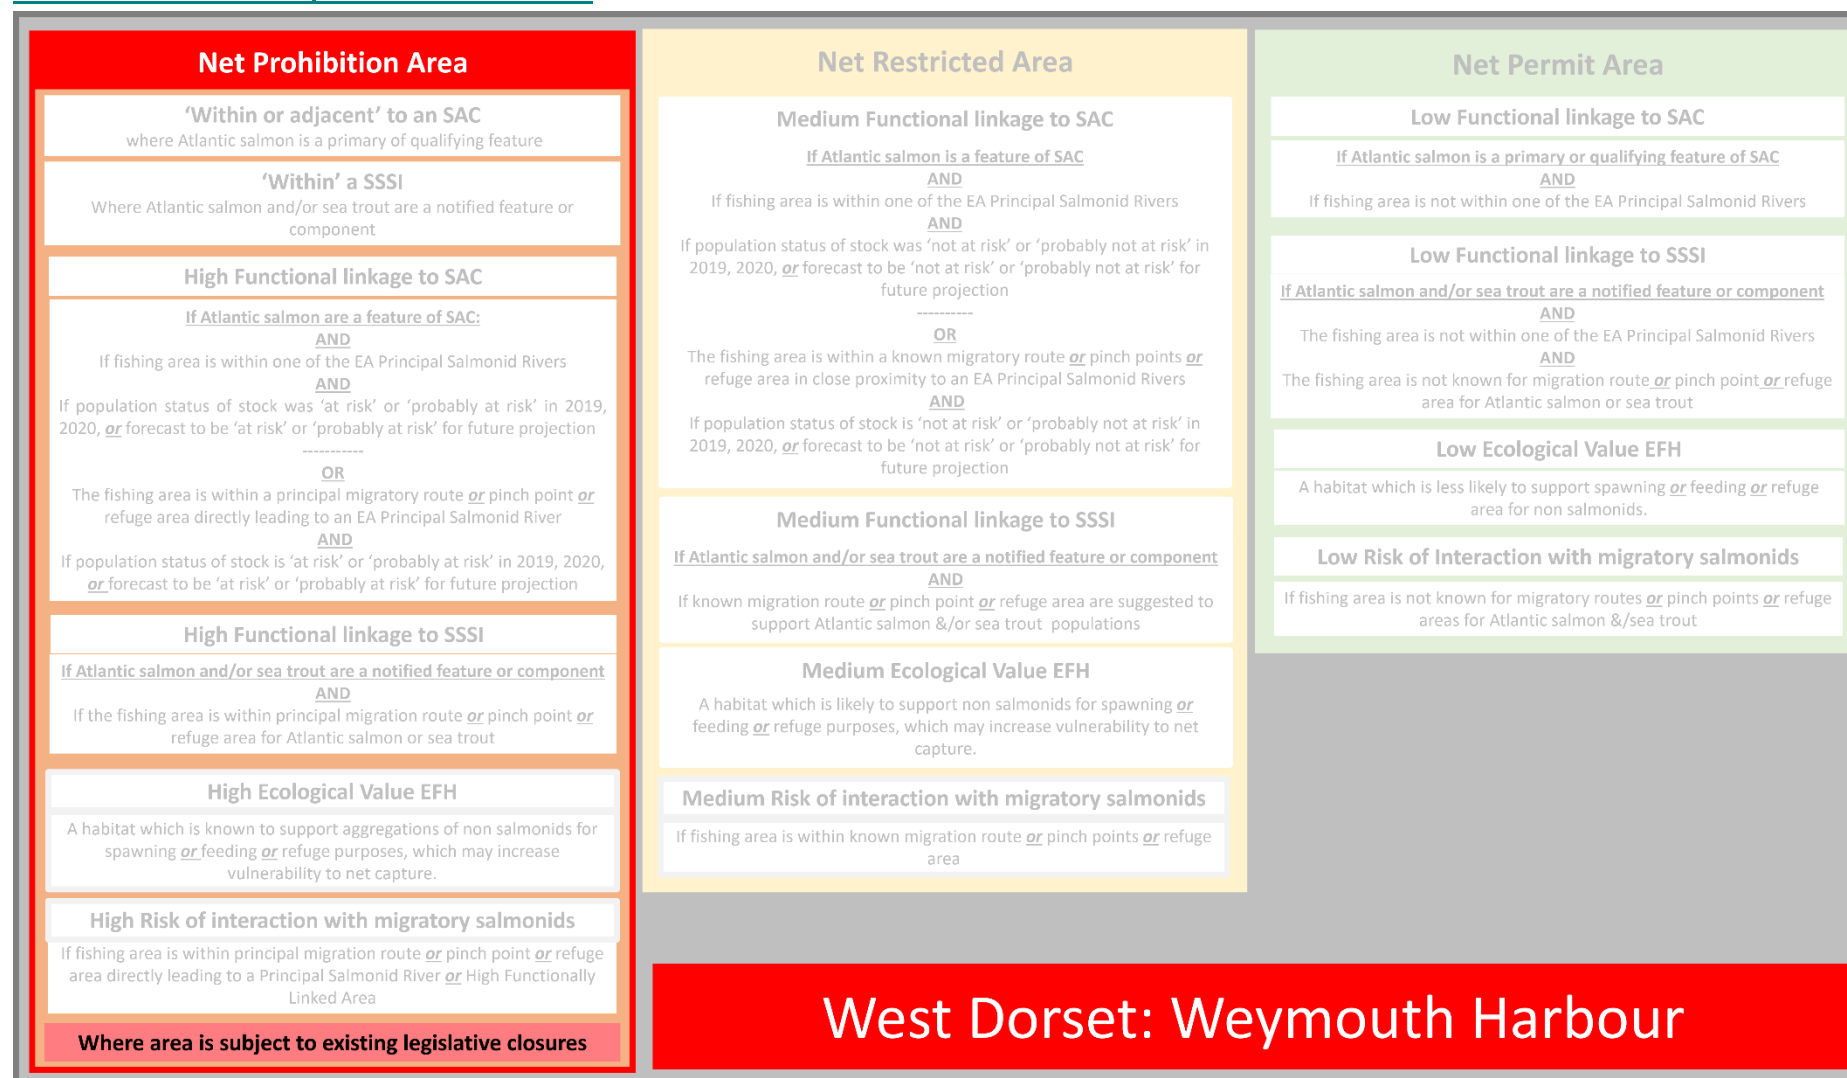 Net Prohibition Area
'Within or adjacent' to an SAC
where Atlantic salmon is a primary of qualifying feature
'Within' a SSSI
Where Atlantic salmon and/or sea trout are a notified feature or
component
High Functional linkage to SAC
If Atlantic salmon are a feature of SAC:
AND
If fishing area is within one of the EA Principal Salmonid Rivers
AND
If population status of stock was 'at risk' or 'probably at risk' in 2019,
2020, or forecast to be 'at risk' or 'probably at risk' for future projection
-----------
OR
The fishing area is within a principal migratory route or pinch point or
refuge area directly leading to an EA Principal Salmonid River
AND
If population status of stock is 'at risk' or 'probably at risk' in 2019, 2020,
or forecast to be 'at risk' or 'probably at risk' for future projection
High Functional linkage to SSSI
If Atlantic salmon and/or sea trout are a notified feature or component
AND
If the fishing area is within principal migration route or pinch point or
refuge area for Atlantic salmon or sea trout
High Ecological Value EFH
A habitat which is known to support aggregations of non salmonids for
spawning or feeding or refuge purposes, which may increase
vulnerability to net capture.
High Risk of interaction with migratory salmonids
If fishing area is within principal migration route or pinch point or refuge
area directly leading to a Principal Salmonid River or High Functionally
Linked Area
Where area is subject to existing legislative closures
Net Restricted Area
Medium Functional linkage to SAC
If Atlantic salmon is a feature of SAC
AND
If fishing area is within one of the EA Principal Salmonid Rivers
AND
If population status of stock was 'not at risk' or 'probably not at risk' in
2019, 2020, or forecast to be 'not at risk' or 'probably not at risk' for
future projection
----------
OR
The fishing area is within a known migratory route or pinch points or
refuge area in close proximity to an EA Principal Salmonid Rivers
AND
If population status of stock is 'not at risk' or 'probably not at risk' in
2019, 2020, or forecast to be 'not at risk' or 'probably not at risk' for
future projection
Medium Functional linkage to SSSI
If Atlantic salmon and/or sea trout are a notified feature or component
AND
If known migration route or pinch point or refuge area are suggested to
support Atlantic salmon &/or sea trout populations
Medium Ecological Value EFH
A habitat which is likely to support non salmonids for spawning or
feeding or refuge purposes, which may increase vulnerability to net
capture.
Medium Risk of interaction with migratory salmonids
If fishing area is within known migration route or pinch points or refuge
area
Net Permit Area
Low Functional linkage to SAC
If Atlantic salmon is a primary or qualifying feature of SAC
AND
If fishing area is not within one of the EA Principal Salmonid Rivers
Low Functional linkage to SSSI
If Atlantic salmon and/or sea trout are a notified feature or component
AND
The fishing area is not within one of the EA Principal Salmonid Rivers
AND
The fishing area is not known for migration route or pinch point or refuge
area for Atlantic salmon or sea trout
Low Ecological Value EFH
A habitat which is less likely to support spawning or feeding or refuge
area for non salmonids.
Low Risk of Interaction with migratory salmonids
If fishing area is not known for migratory routes or pinch points or refuge
areas for Atlantic salmon &/sea trout
West Dorset: Weymouth Harbour